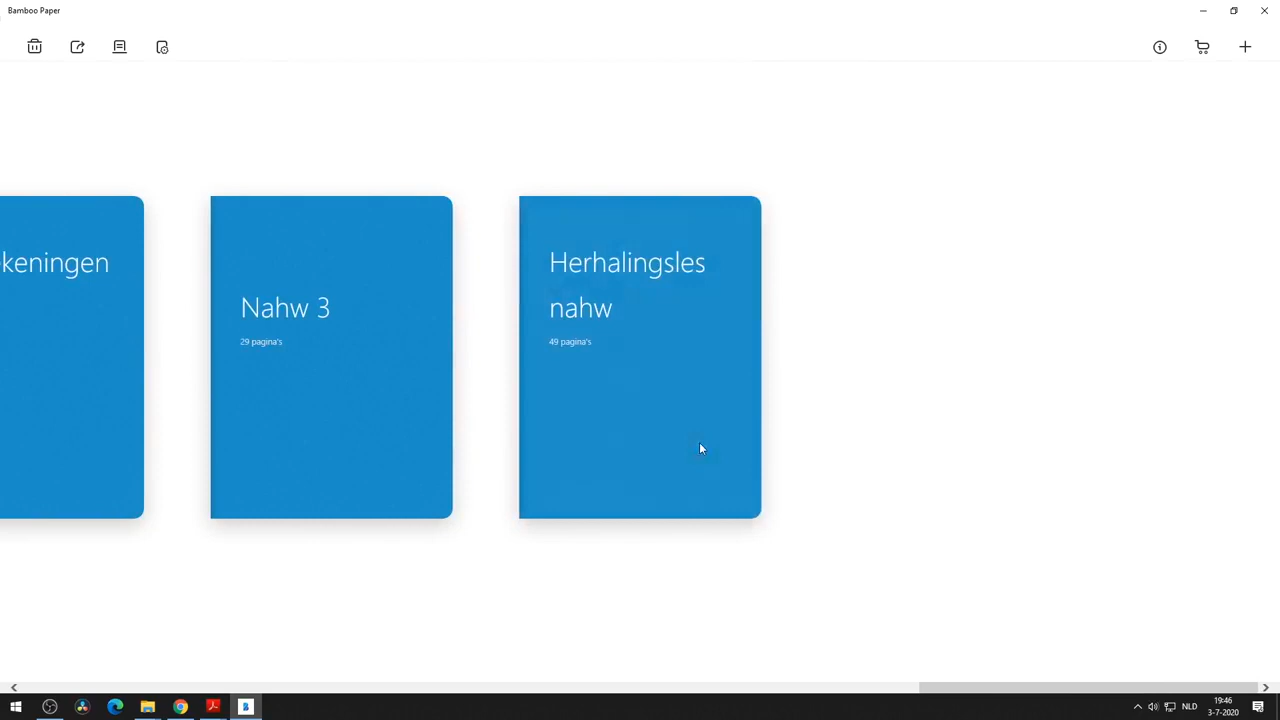 Bamboo Paper
keningen
Nahw 3
29 pagina's
Herhalingsles
nahw
49 pagina's
NLD
19:46
3-7-2020